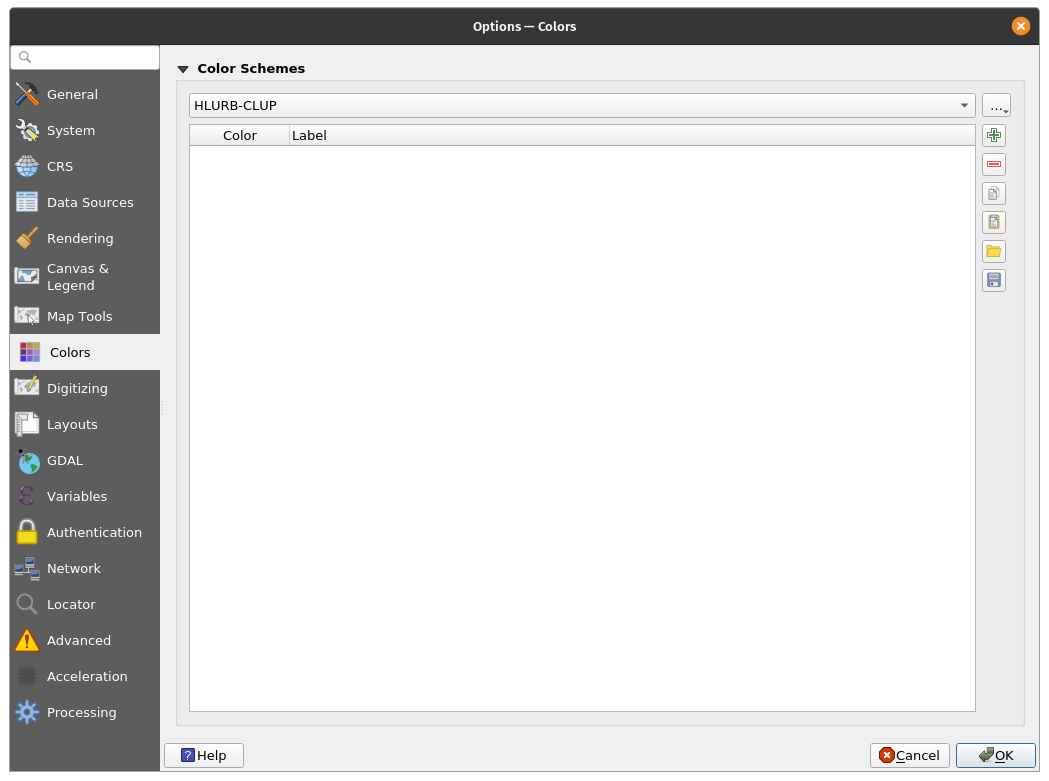 Options — Colors
General
System
CRS
Data Sources
Rendering
Canvas &
Legend
Map Tools
Colors
Digitizing
Layouts
GDAL
Variables
Authentication
Network
Locator
Advanced
Acceleration
Processing
Color Schemes
HLURB-CLUP
...
Color Label
Help
Cancel
OK